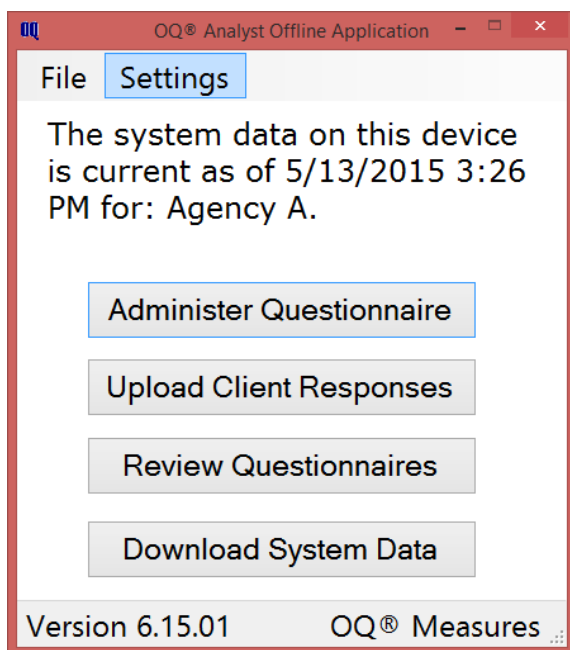 OQ® Analyst Offline Application
File Settings
The system data on this device
is current as of 5/13/2015 3:26
PM for: Agency A.
Administer Questionnaire
Upload Client Responses
Review Questionnaires
Download System Data
Version 6.15.01 OQ® Measures